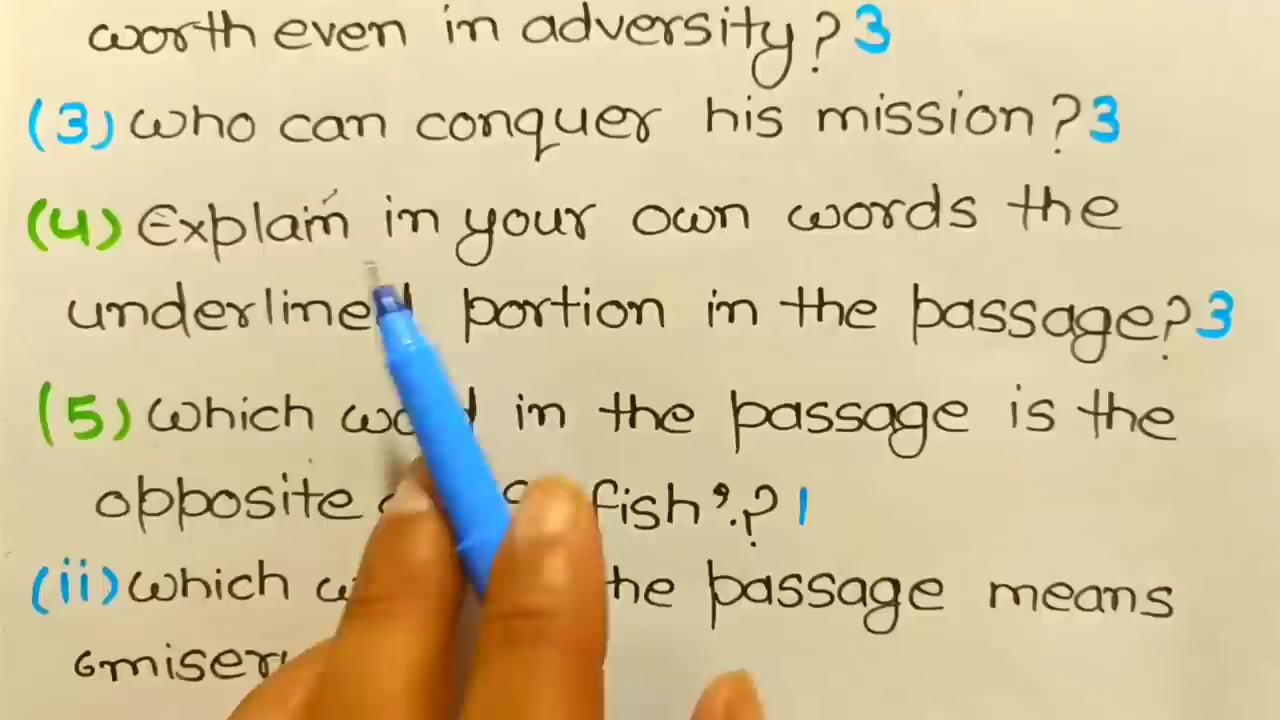 worth even in adversity? 3
(3) who can conquer his mission? 3
(4) Explain in your own words the
underlined portion in the passage? 3
(5) which word in the passage is the
opposite fish'.? 1
(ii) which the passage means